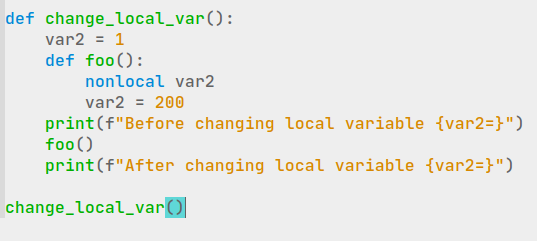 def change_local_var():
    var2 = 1
    def foo():
        nonlocal var2
        var2 = 200
    print(f"Before changing local variable {var2=}")
    foo()
    print(f"After changing local variable {var2=}")

change_local_var()